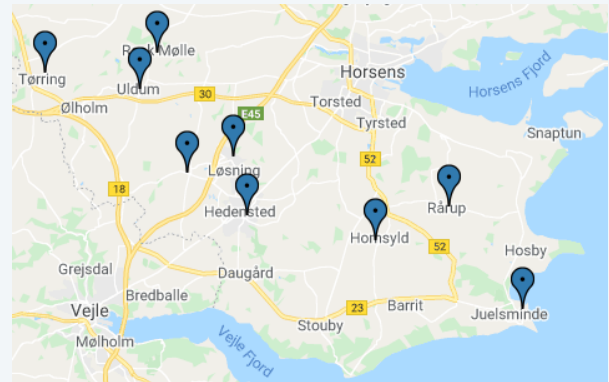 Rask Mølle
Tørring
Uldum
Horsens
Horsens Fjord
Ølholm
30
Torsted
E45
Tyrsted
Snaptun
52
Løsning
18
Hedensted
Rårup
Hornsyld
52
Hosby
Grejsdal
Daugård
Bredballe
Vejle
23
Barrit
Juelsminde
Stouby
Mølholm
Vejle Fjord